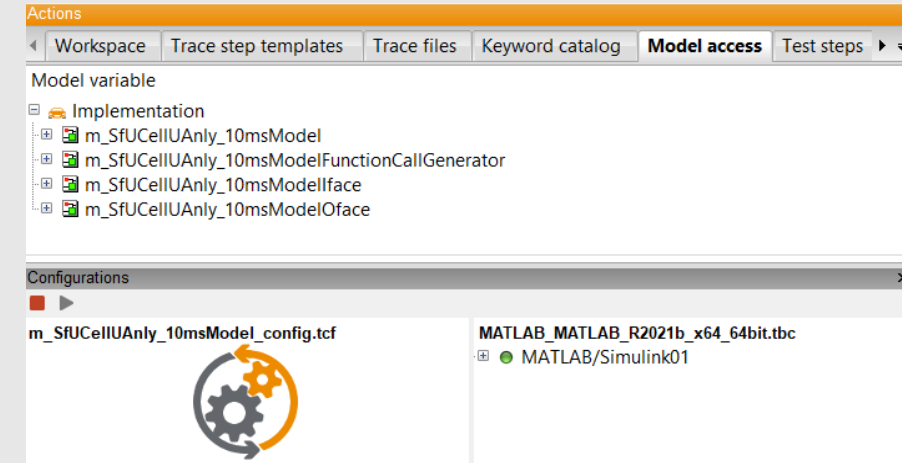 Actions
Workspace Trace step templates Trace files Keyword catalog Model access Test steps
Model variable
Implementation
m_SfUCellUAnly_10msModel
m_SfUCellUAnly_10msModelFunctionCallGenerator
m_SfUCellUAnly_10msModelIface
m_SfUCellUAnly_10msModelOface
Configurations
m_SfUCellUAnly_10msModel_config.tcf MATLAB_MATLAB_R2021b_x64_64bit.tbc
MATLAB/Simulink01